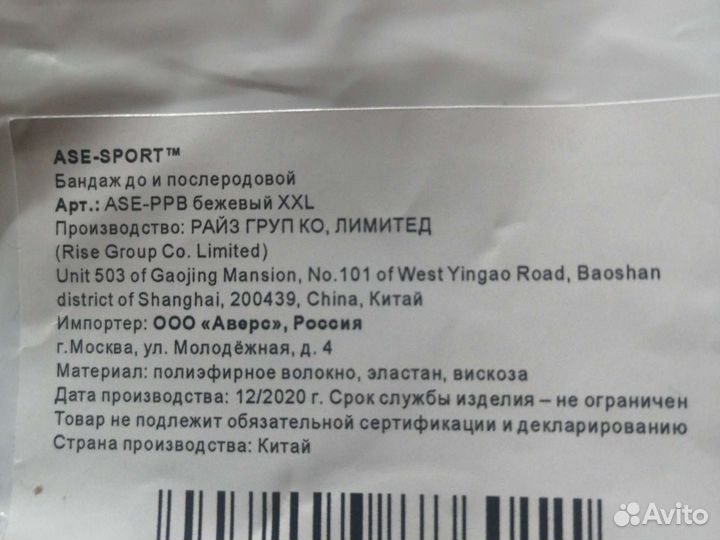 ASE-SPORT™
Бандаж до и послеродовой
Арт.: ASE-PPB бежевый XXL
Производство: РАЙЗ ГРУП КО, ЛИМИТЕД
(Rise Group Co. Limited)
Unit 503 of Gaojing Mansion, No.101 of West Yingao Road, Baoshan
district of Shanghai, 200439, China, Китай
Импортер: ООО «Аверс», Россия
г.Москва, ул. Молодёжная, д. 4
Материал: полиэфирное волокно, эластан, вискоза
Дата производства: 12/2020 г. Срок службы изделия – не ограничен
Товар не подлежит обязательной сертификации и декларированию
Страна производства: Китай
Avito